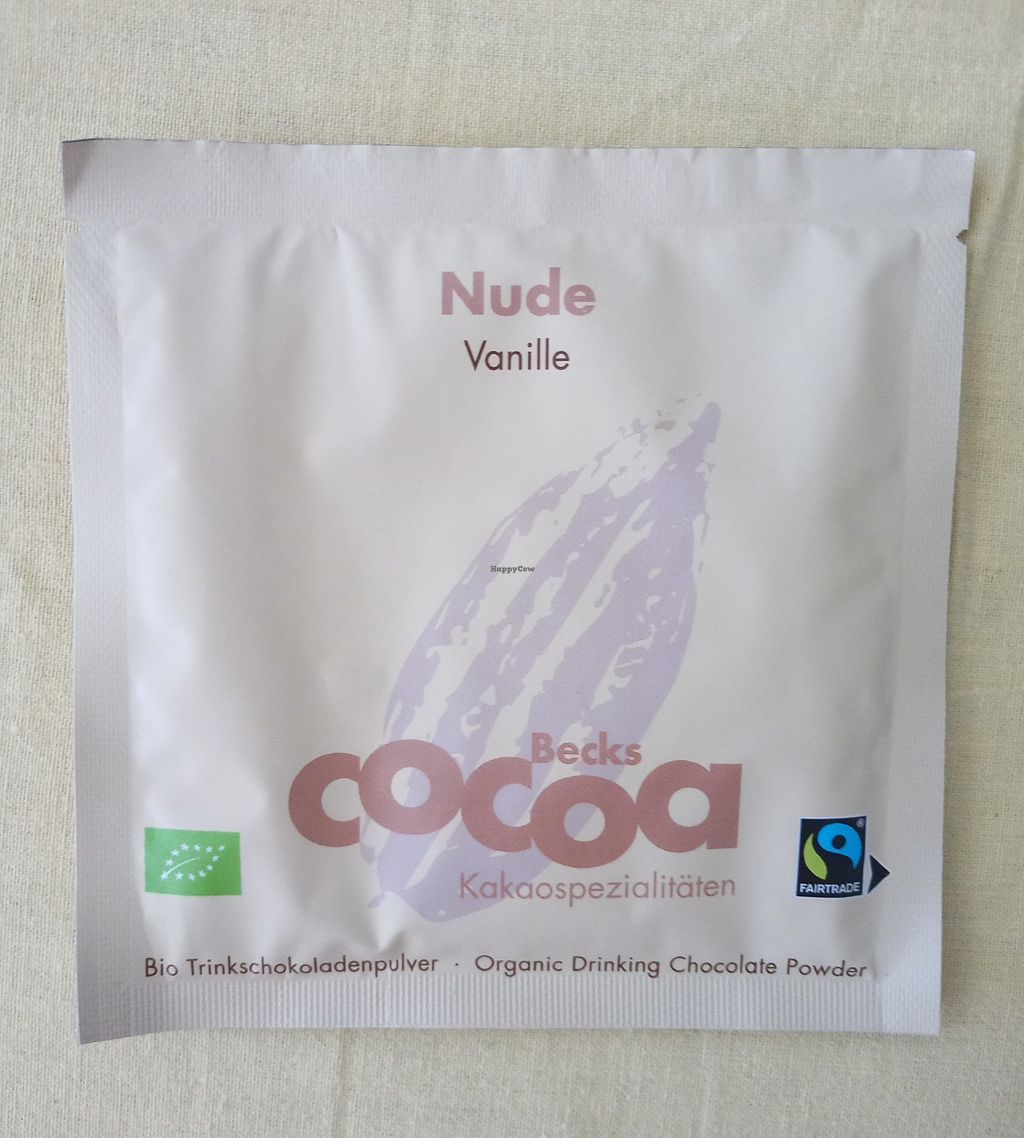 Nude
Vanille
HappyCow
Becks
cocoa
Kakaospezialitäten
FAIRTRADE
®
Bio Trinkschokoladenpulver · Organic Drinking Chocolate Powder